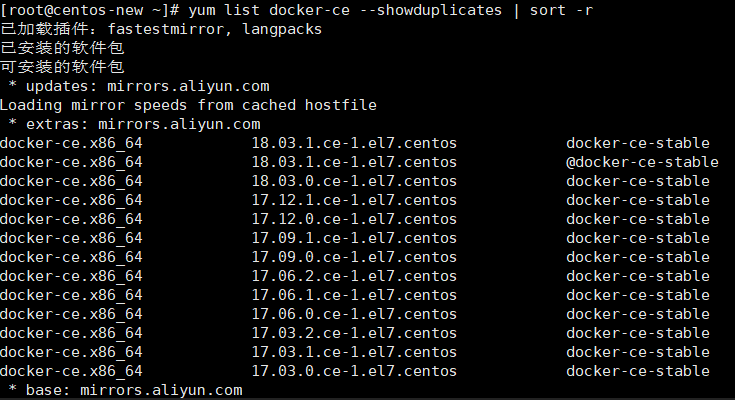 [root@centos-new ~]# yum list docker-ce --showduplicates | sort -r
已加载插件：fastestmirror, langpacks
已安装的软件包
可安装的软件包
 * updates: mirrors.aliyun.com
Loading mirror speeds from cached hostfile
 * extras: mirrors.aliyun.com
docker-ce.x86_64            18.03.1.ce-1.el7.centos            docker-ce-stable
docker-ce.x86_64            18.03.1.ce-1.el7.centos            @docker-ce-stable
docker-ce.x86_64            18.03.0.ce-1.el7.centos            docker-ce-stable
docker-ce.x86_64            17.12.1.ce-1.el7.centos            docker-ce-stable
docker-ce.x86_64            17.12.0.ce-1.el7.centos            docker-ce-stable
docker-ce.x86_64            17.09.1.ce-1.el7.centos            docker-ce-stable
docker-ce.x86_64            17.09.0.ce-1.el7.centos            docker-ce-stable
docker-ce.x86_64            17.06.2.ce-1.el7.centos            docker-ce-stable
docker-ce.x86_64            17.06.1.ce-1.el7.centos            docker-ce-stable
docker-ce.x86_64            17.06.0.ce-1.el7.centos            docker-ce-stable
docker-ce.x86_64            17.03.2.ce-1.el7.centos            docker-ce-stable
docker-ce.x86_64            17.03.1.ce-1.el7.centos            docker-ce-stable
docker-ce.x86_64            17.03.0.ce-1.el7.centos            docker-ce-stable
 * base: mirrors.aliyun.com